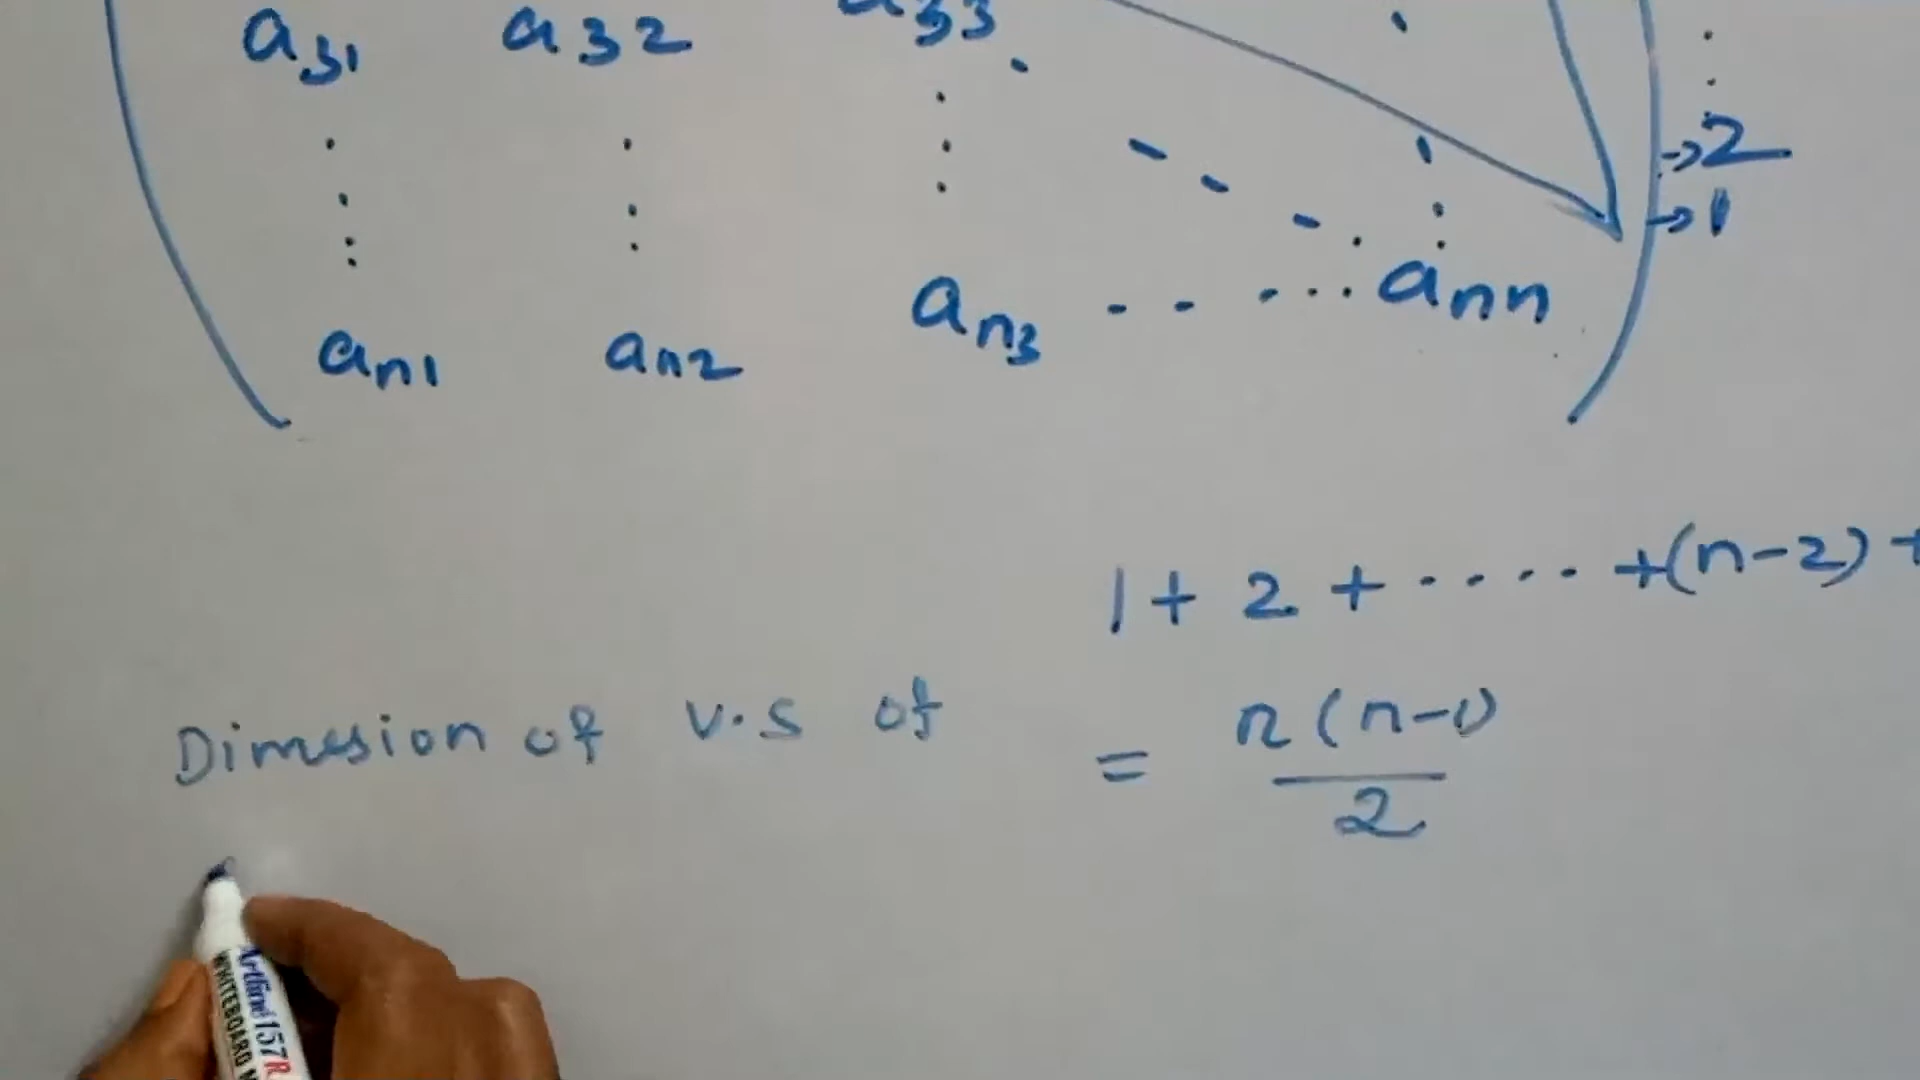 a31 a32 a33
→2
→1
an1 an2 an3 - - - ... ann
1 + 2 + ..... +(n-2) +
Dimesion of V.S of = n(n-1)/2
Artline 157R
WHITEBOARD